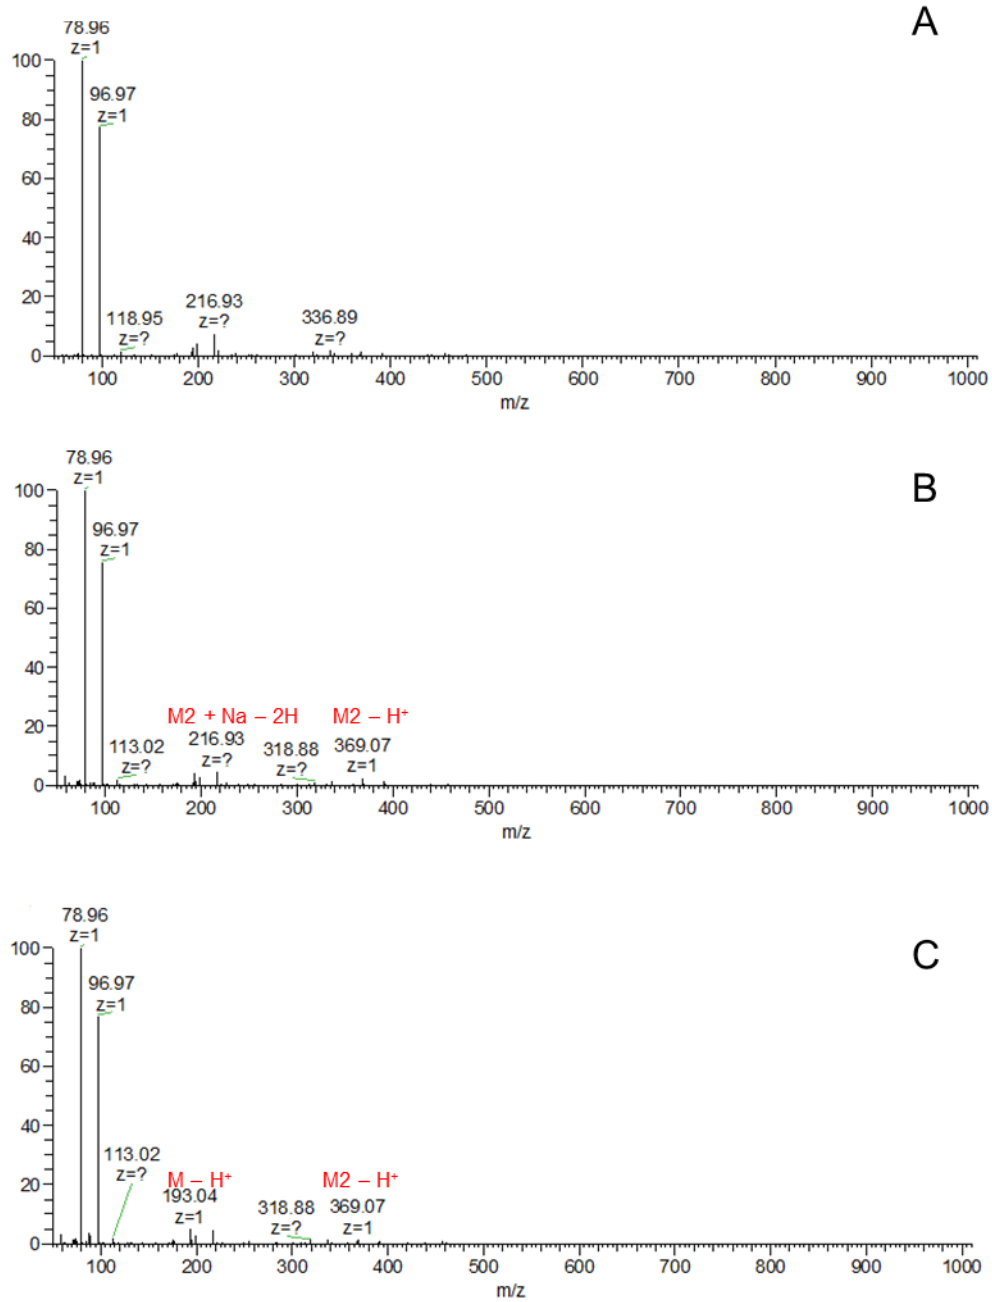 A
78.96
z=1
100
96.97
z=1
80
60
40
20
216.93
z=?
336.89
z=?
118.95
z=?
0
100 200 300 400 500 600 700 800 900 1000
m/z
B
78.96
z=1
100
96.97
z=1
80
60
40
20
M2 + Na – 2H M2 – H+
113.02
z=?
216.93
z=?
318.88
z=?
369.07
z=1
0
100 200 300 400 500 600 700 800 900 1000
m/z
C
78.96
z=1
100
96.97
z=1
80
60
40
113.02
z=?
20
M – H+ M2 – H+
193.04
z=1
318.88
z=?
369.07
z=1
0
100 200 300 400 500 600 700 800 900 1000
m/z